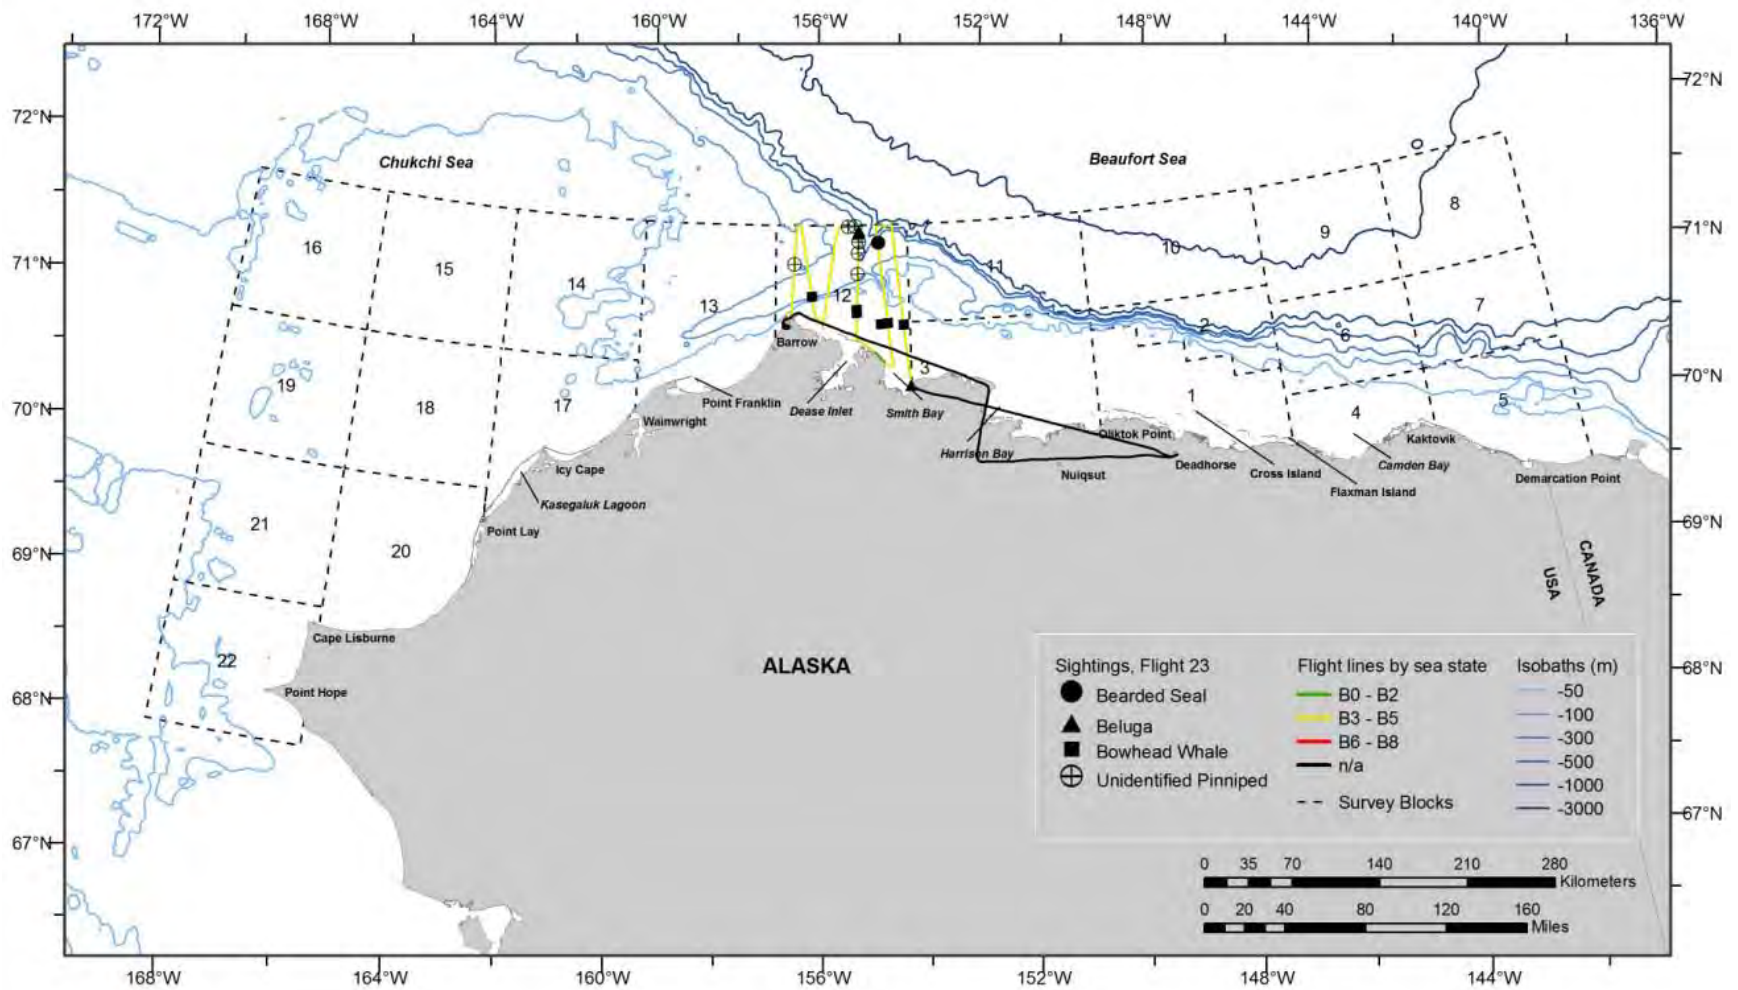 172°W 168°W 164°W 160°W 156°W 152°W 148°W 144°W 140°W 136°W
72°N 72°N
Chukchi Sea Beaufort Sea
8
9
16 10
71°N 15 11 71°N
14
13 12 7
2 6
19 Barrow
3 70°N
18 17 Point Franklin 1 5
70°N Dease Inlet Smith Bay 4
Wainwright Oliktok Point Kaktovik
Harrison Bay
Icy Cape Deadhorse Camden Bay
Nuiqsut Cross Island Demarcation Point
Kasegaluk Lagoon Flaxman Island
21 Point Lay 69°N
69°N 20
USA CANADA
Cape Lisburne
22 ALASKA 68°N
68°N Point Hope
Sightings, Flight 23
Bearded Seal
Beluga
Bowhead Whale
Unidentified Pinniped
Flight lines by sea state
B0 - B2
B3 - B5
B6 - B8
n/a
Survey Blocks
Isobaths (m)
-50
-100
-300
-500
-1000
-3000
67°N 67°N
0 35 70 140 210 280
Kilometers
0 20 40 80 120 160
Miles
168°W 164°W 160°W 156°W 152°W 148°W 144°W